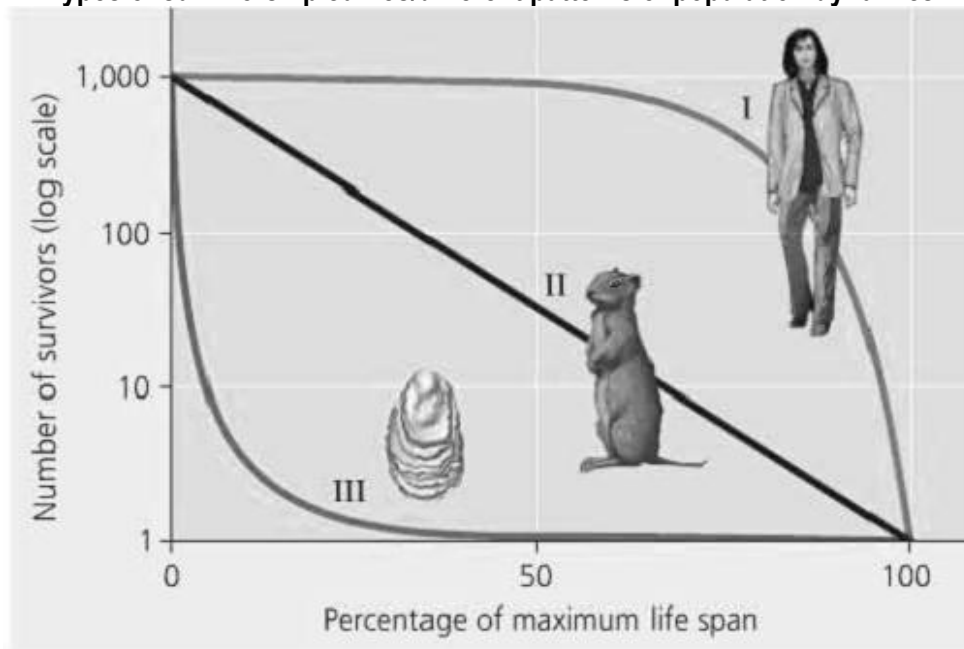 1,000
I
Number of survivors (log scale)
100
II
10
III
1
0
50
100
Percentage of maximum life span